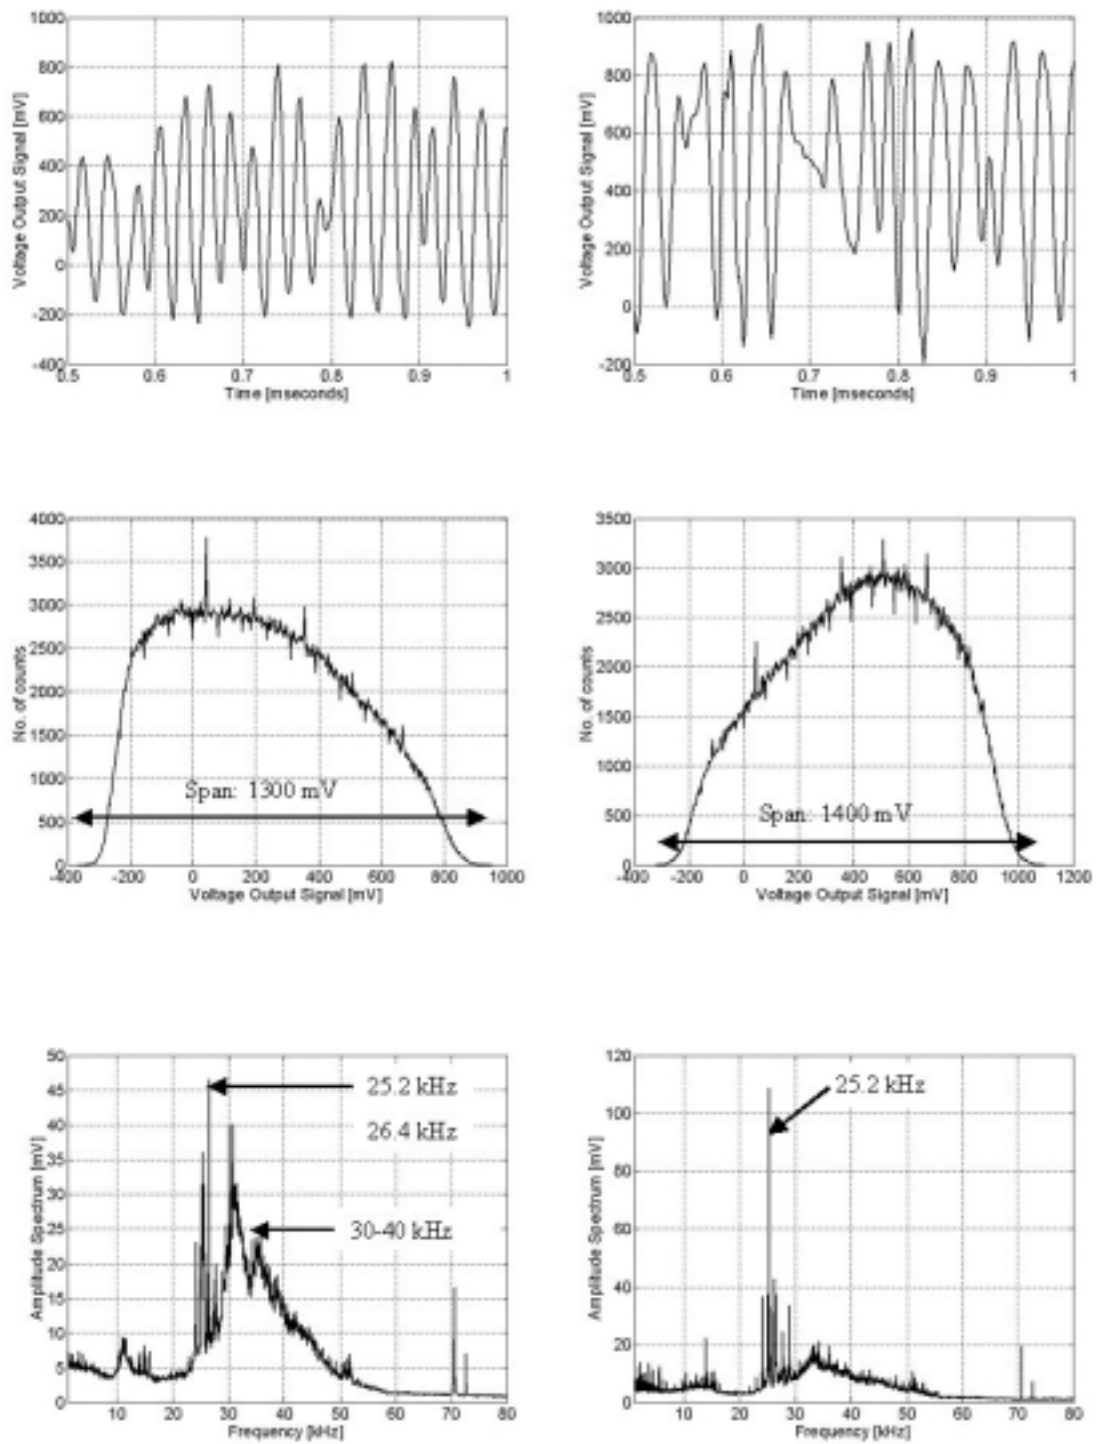 1000
800
600
400
200
0
-200
-400
0.5 0.6 0.7 0.8 0.9 1
Time [mseconds]
Voltage Output Signal [mV]
1000
800
600
400
200
0
-200
0.5 0.6 0.7 0.8 0.9 1
Time [mseconds]
Voltage Output Signal [mV]
4000
3500
3000
2500
2000
1500
1000
500
0
-400 -200 0 200 400 600 800 1000
Voltage Output Signal [mV]
No. of counts
Span: 1300 mV
3500
3000
2500
2000
1500
1000
500
0
-400 -200 0 200 400 600 800 1000 1200
Voltage Output Signal [mV]
No. of counts
Span: 1400 mV
50
45
40
35
30
25
20
15
10
5
0
10 20 30 40 50 60 70 80
Frequency [kHz]
Amplitude Spectrum [mV]
25.2 kHz
26.4 kHz
30-40 kHz
120
100
80
60
40
20
0
10 20 30 40 50 60 70 80
Frequency [kHz]
Amplitude Spectrum [mV]
25.2 kHz